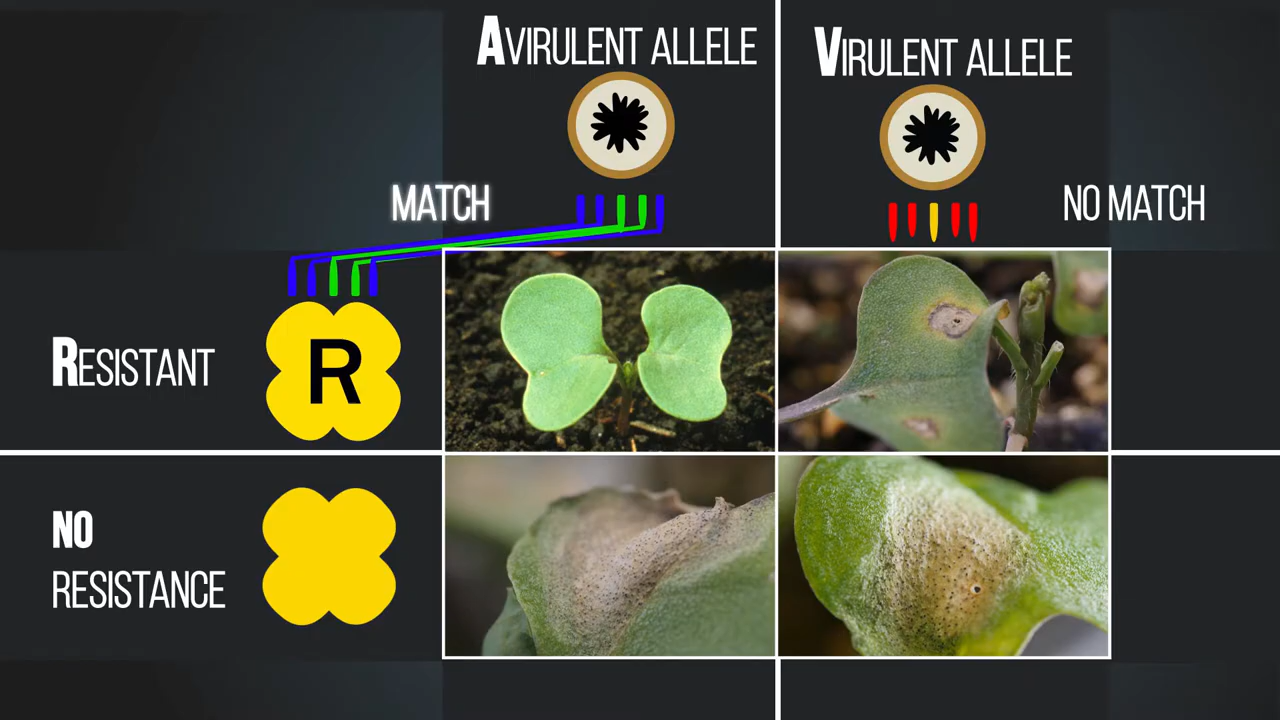 AVIRULENT ALLELE
VIRULENT ALLELE
MATCH
NO MATCH
RESISTANT
R
NO
RESISTANCE